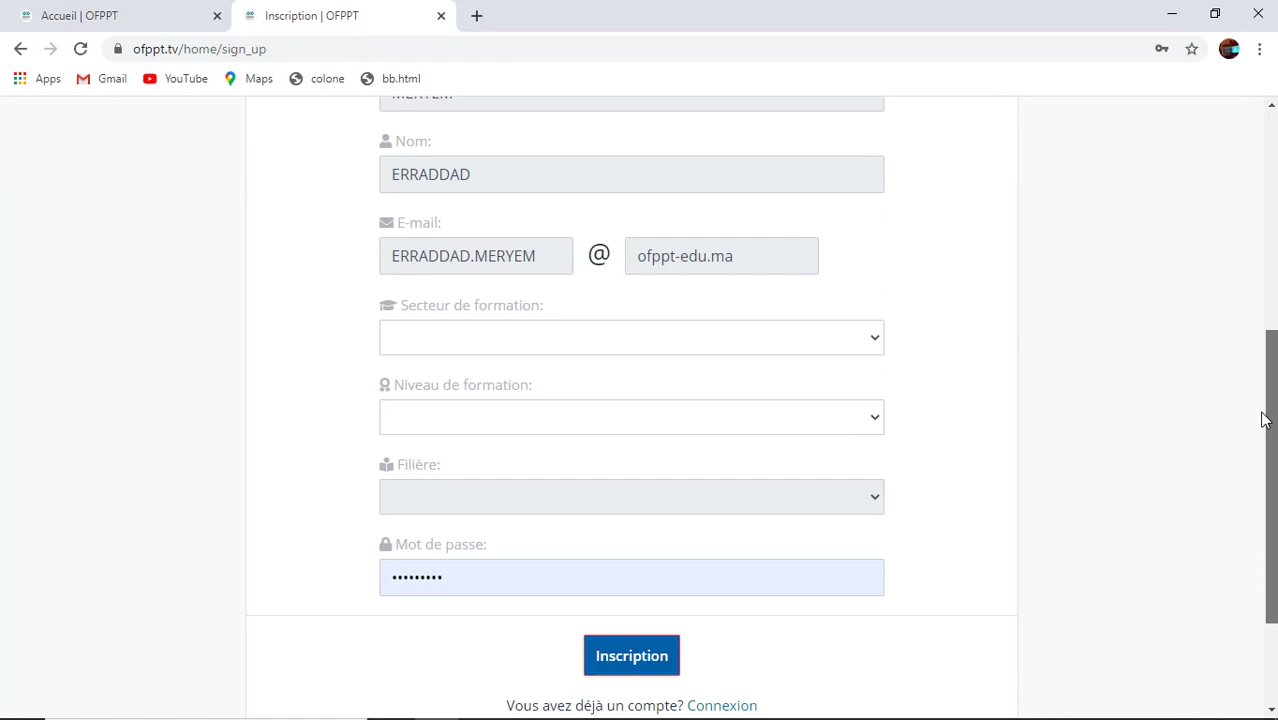 Accueil | OFPPT
Inscription | OFPPT
ofppt.tv/home/sign_up
Apps Gmail YouTube Maps colone bb.html
MERYEM
Nom:
ERRADDAD
E-mail:
ERRADDAD.MERYEM @ ofppt-edu.ma
Secteur de formation:
Niveau de formation:
Filière:
Mot de passe:
•••••••••
Inscription
Vous avez déjà un compte? Connexion